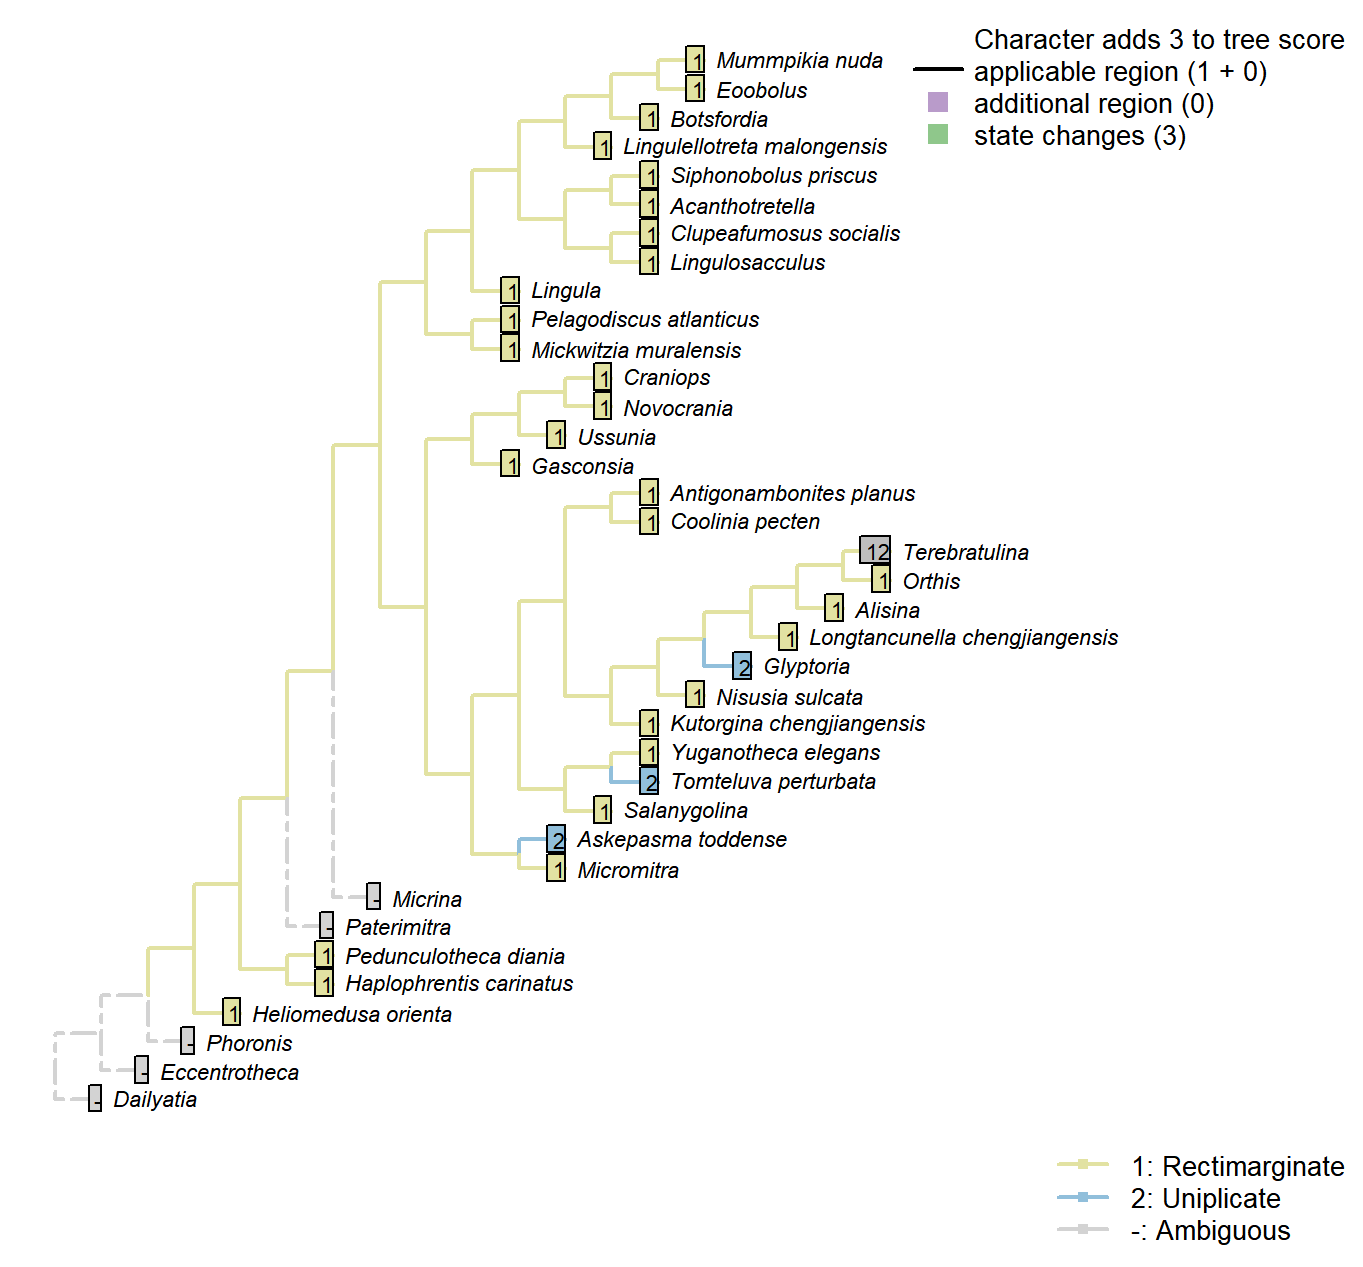 Character adds 3 to tree score
applicable region (1 + 0)
additional region (0)
state changes (3)
1 Mummpikia nuda
1 Eoobolus
1 Botsfordia
1 Lingulellotreta malongensis
1 Siphonobolus priscus
1 Acanthotretella
1 Clupeafumosus socialis
1 Lingulosacculus
1 Lingula
1 Pelagodiscus atlanticus
1 Mickwitzia muralensis
1 Craniops
1 Novocrania
1 Ussunia
1 Gasconsia
1 Antigonambonites planus
1 Coolinia pecten
12 Terebratulina
1 Orthis
1 Alisina
1 Longtancunella chengjiangensis
2 Glyptoria
1 Nisusia sulcata
1 Kutorgina chengjiangensis
1 Yuganotheca elegans
2 Tomteluva perturbata
1 Salanygolina
2 Askepasma toddense
1 Micromitra
- Micrina
- Paterimitra
1 Pedunculotheca diania
1 Haplophrentis carinatus
1 Heliomedusa orienta
- Phoronis
- Eccentrotheca
- Dailyatia
1: Rectimarginate
2: Uniplicate
-: Ambiguous